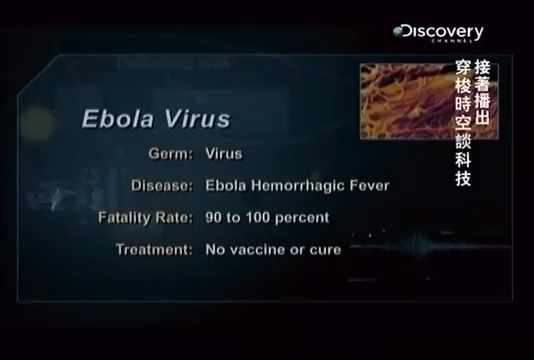 Discovery
CHANNEL
接著播出
穿梭時空談科技
Ebola Virus
Germ: Virus
Disease: Ebola Hemorrhagic Fever
Fatality Rate: 90 to 100 percent
Treatment: No vaccine or cure